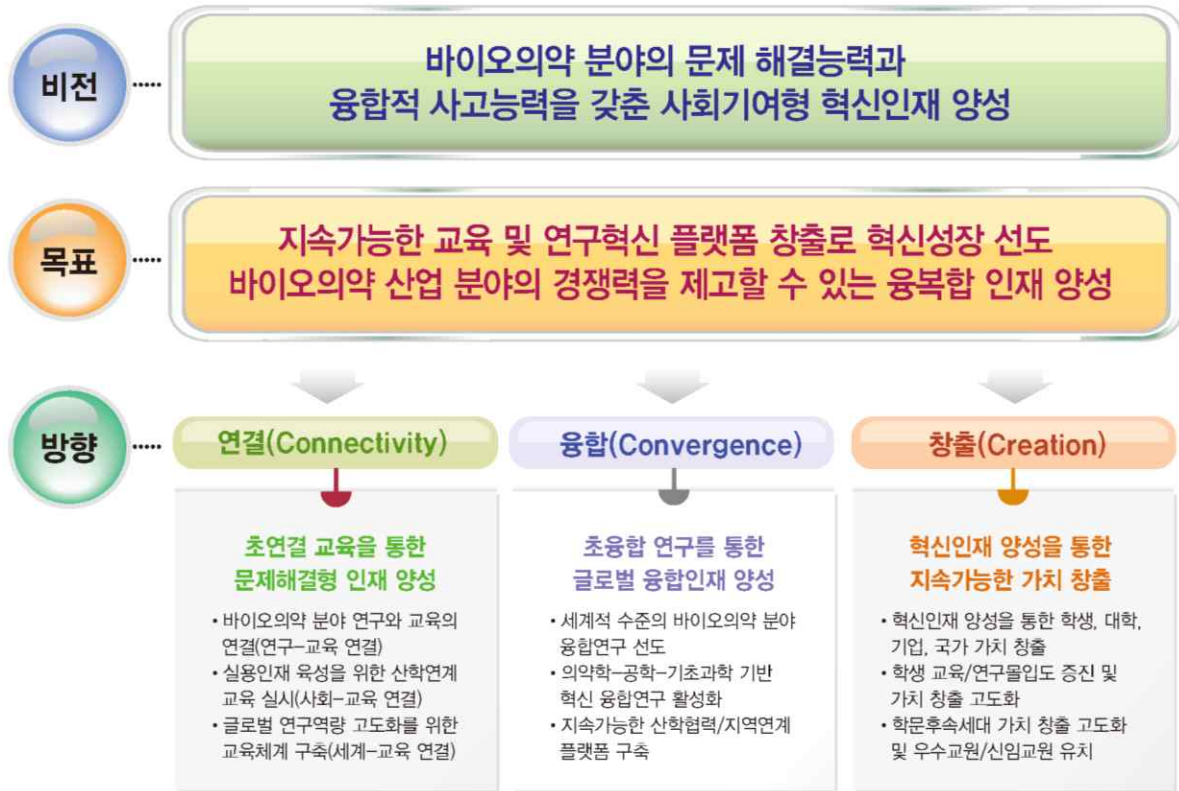 비전
바이오의약 분야의 문제 해결능력과
융합적 사고능력을 갖춘 사회기여형 혁신인재 양성
목표
지속가능한 교육 및 연구혁신 플랫폼 창출로 혁신성장 선도
바이오의약 산업 분야의 경쟁력을 제고할 수 있는 융복합 인재 양성
방향
연결(Connectivity)
초연결 교육을 통한
문제해결형 인재 양성
• 바이오의약 분야 연구와 교육의
연결(연구-교육 연결)
• 실용인재 육성을 위한 산학연계
교육 실시(사회-교육 연결)
• 글로벌 연구역량 고도화를 위한
교육체계 구축(세계-교육 연결)
융합(Convergence)
초융합 연구를 통한
글로벌 융합인재 양성
• 세계적 수준의 바이오의약 분야
융합연구 선도
• 의약학-공학-기초과학 기반
혁신 융합연구 활성화
• 지속가능한 산학협력/지역연계
플랫폼 구축
창출(Creation)
혁신인재 양성을 통한
지속가능한 가치 창출
• 혁신인재 양성을 통한 학생, 대학,
기업, 국가 가치 창출
• 학생 교육/연구몰입도 증진 및
가치 창출 고도화
• 학문후속세대 가치 창출 고도화
및 우수교원/신임교원 유치